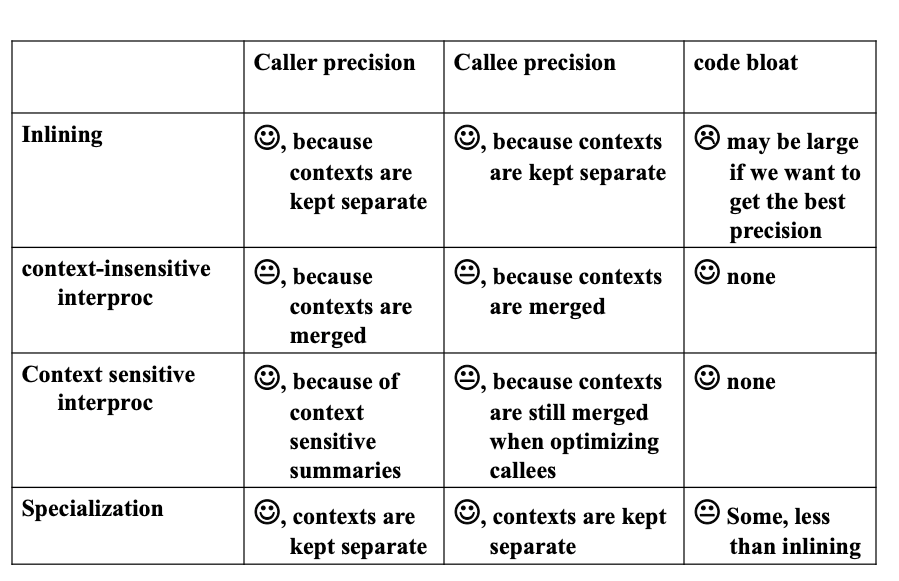 Caller precision
Callee precision
code bloat
Inlining
☺, because
contexts are
kept separate
☺, because contexts
are kept separate
☹ may be large
if we want to
get the best
precision
context-insensitive
interproc
😐, because
contexts are
merged
😐, because contexts
are merged
☺ none
Context sensitive
interproc
☺, because of
context
sensitive
summaries
😐, because contexts
are still merged
when optimizing
callees
☺ none
Specialization
☺, contexts are
kept separate
☺, contexts are kept
separate
😐 Some, less
than inlining